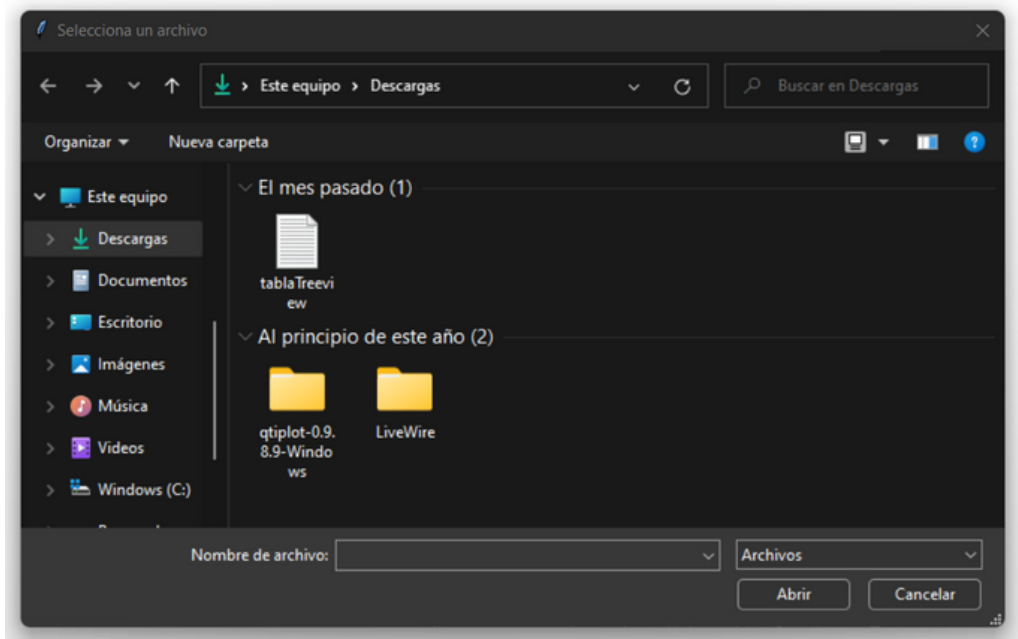 Selecciona un archivo
Este equipo > Descargas
Buscar en Descargas
Organizar
Nueva carpeta
Este equipo
Descargas
Documentos
Escritorio
Imágenes
Música
Videos
Windows (C:)
El mes pasado (1)
tablaTreevi
ew
Al principio de este año (2)
qtiplot-0.9.
8.9-Windo
ws
LiveWire
Nombre de archivo:
Archivos
Abrir
Cancelar